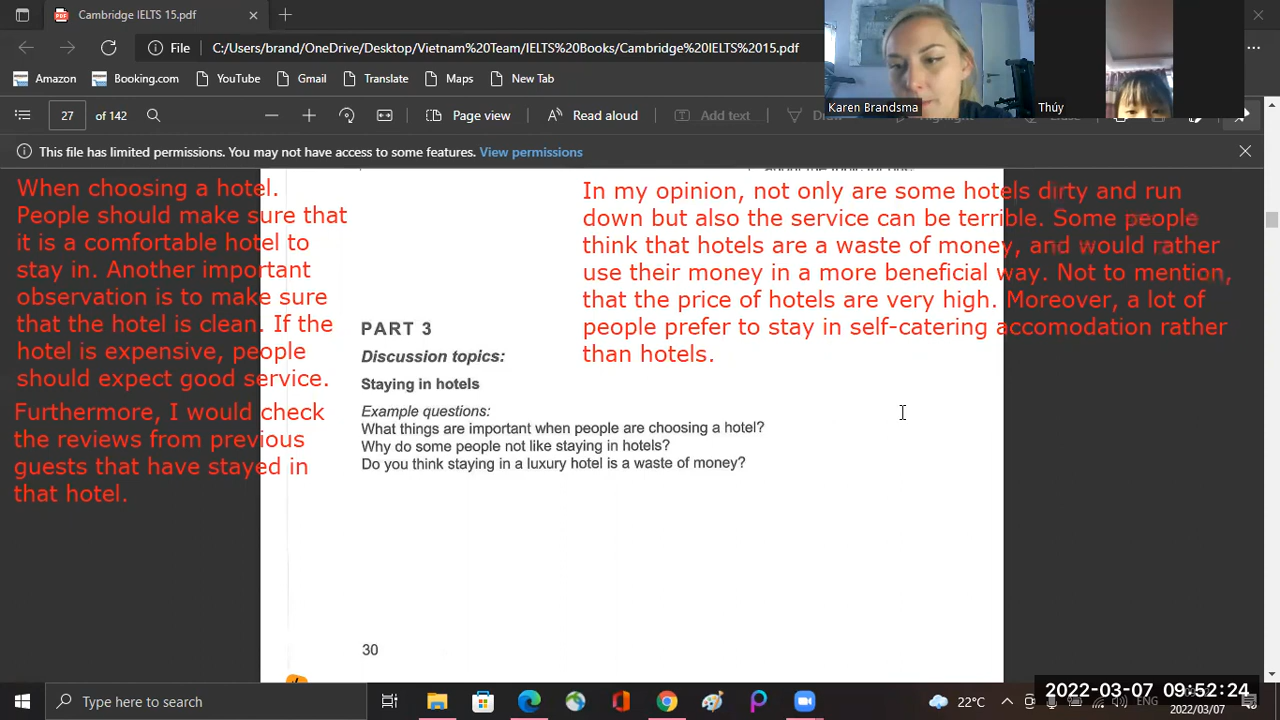 Cambridge IELTS 15.pdf
File C:/Users/brand/OneDrive/Desktop/Vietnam%20Team/IELTS%20Books/Cambridge%20IELTS%2015.pdf
Amazon Booking.com YouTube Gmail Translate Maps New Tab
Karen Brandsma Thúy
27 of 142 Page view Read aloud Add text Draw
This file has limited permissions. You may not have access to some features. View permissions
When choosing a hotel.
People should make sure that
it is a comfortable hotel to
stay in. Another important
observation is to make sure
that the hotel is clean. If the
hotel is expensive, people
should expect good service.
Furthermore, I would check
the reviews from previous
guests that have stayed in
that hotel.
In my opinion, not only are some hotels dirty and run
down but also the service can be terrible. Some people
think that hotels are a waste of money, and would rather
use their money in a more beneficial way. Not to mention,
that the price of hotels are very high. Moreover, a lot of
people prefer to stay in self-catering accomodation rather
than hotels.
PART 3
Discussion topics:
Staying in hotels
Example questions:
What things are important when people are choosing a hotel?
Why do some people not like staying in hotels?
Do you think staying in a luxury hotel is a waste of money?
30
Type here to search
22°C
ENG
2022-03-07 09:52:24
2022/03/07